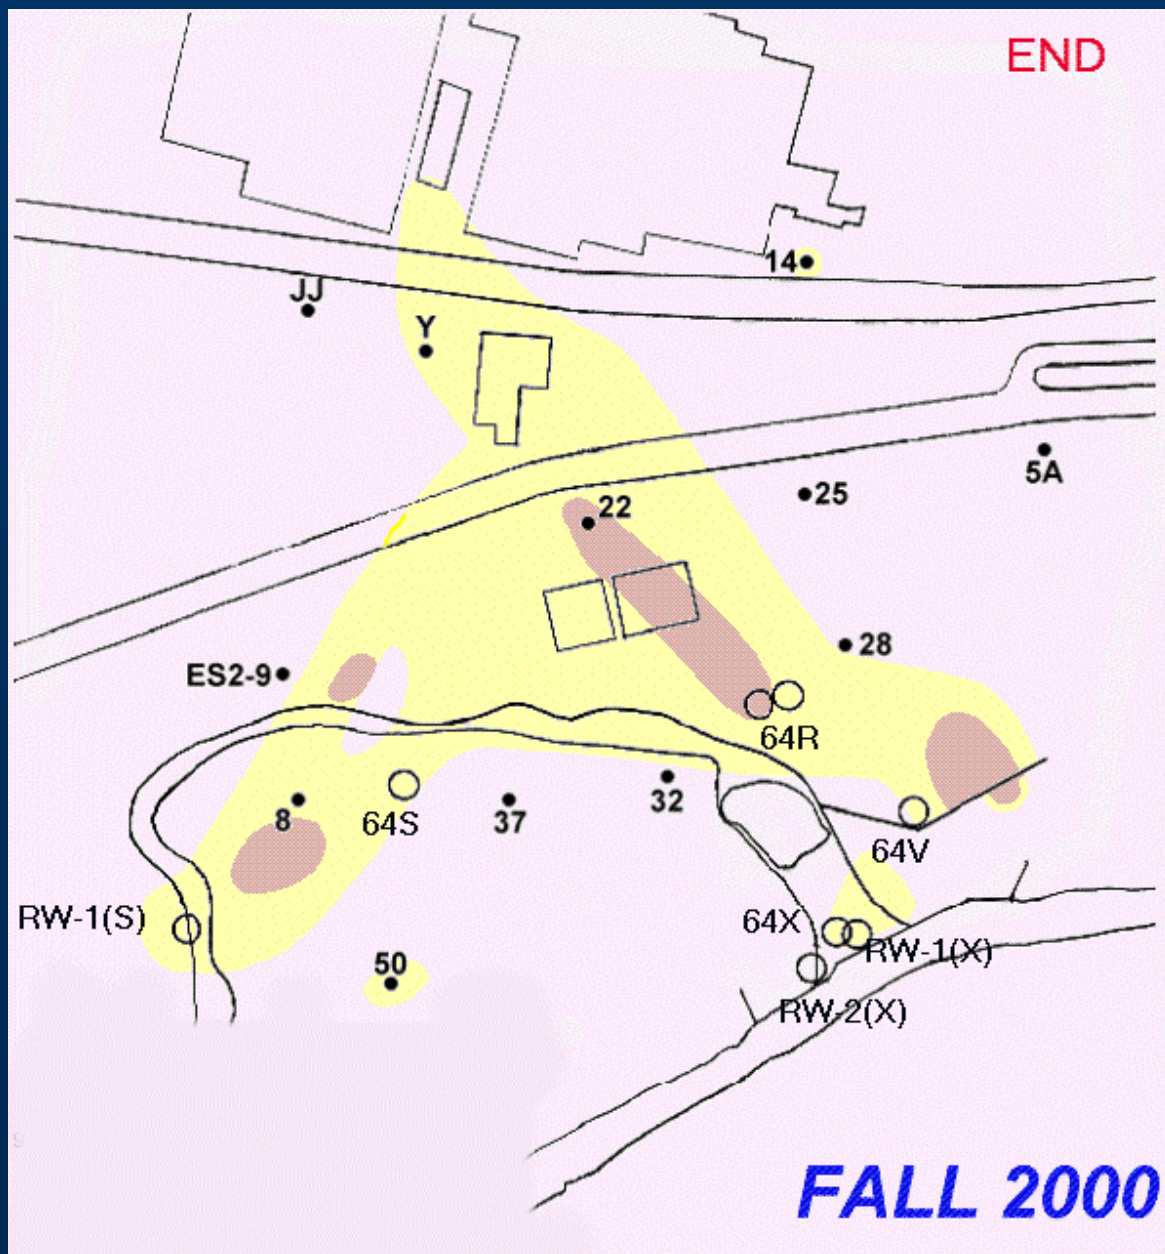 END
14
JJ
Y
5A
25
22
28
ES2-9
64R
32
8
64S
37
64V
RW-1(S)
64X
RW-1(X)
50
RW-2(X)
FALL 2000